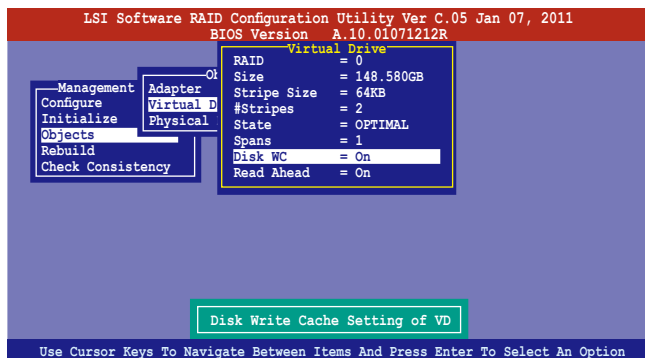 LSI Software RAID Configuration Utility Ver C.05 Jan 07, 2011
BIOS Version A.10.01071212R
Management
Configure
Initialize
Objects
Rebuild
Check Consistency
Adapter
Virtual D
Physical
Virtual Drive
RAID = 0
Size = 148.580GB
Stripe Size = 64KB
#Stripes = 2
State = OPTIMAL
Spans = 1
Disk WC = On
Read Ahead = On
Disk Write Cache Setting of VD
Use Cursor Keys To Navigate Between Items And Press Enter To Select An Option